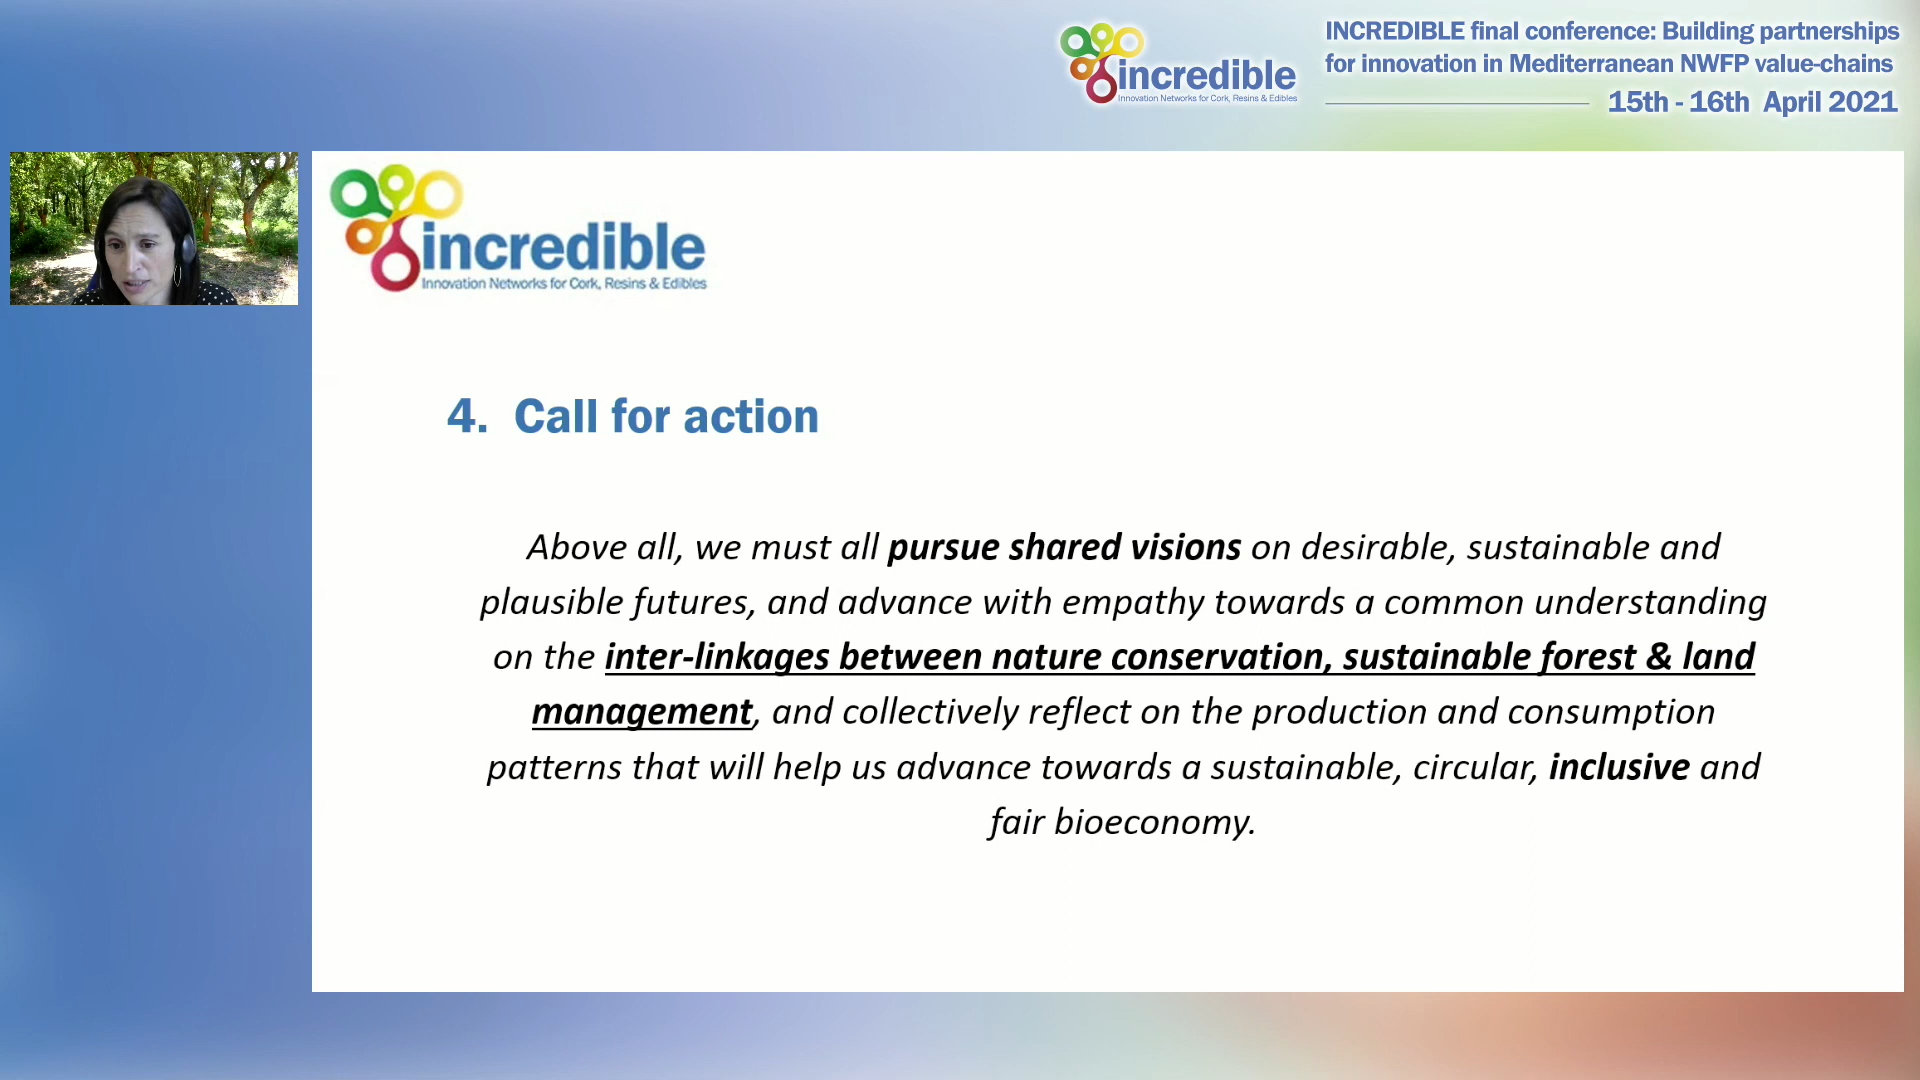 incredible
Innovation Networks for Cork, Resins & Edibles
INCREDIBLE final conference: Building partnerships
for innovation in Mediterranean NWFP value-chains
15th - 16th April 2021
incredible
Innovation Networks for Cork, Resins & Edibles
4. Call for action
Above all, we must all pursue shared visions on desirable, sustainable and
plausible futures, and advance with empathy towards a common understanding
on the inter-linkages between nature conservation, sustainable forest & land
management, and collectively reflect on the production and consumption
patterns that will help us advance towards a sustainable, circular, inclusive and
fair bioeconomy.